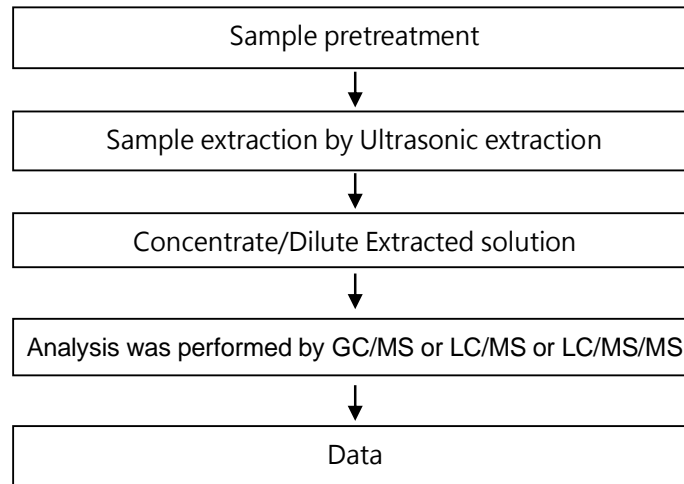 Sample pretreatment
Sample extraction by Ultrasonic extraction
Concentrate/Dilute Extracted solution
Analysis was performed by GC/MS or LC/MS or LC/MS/MS
Data